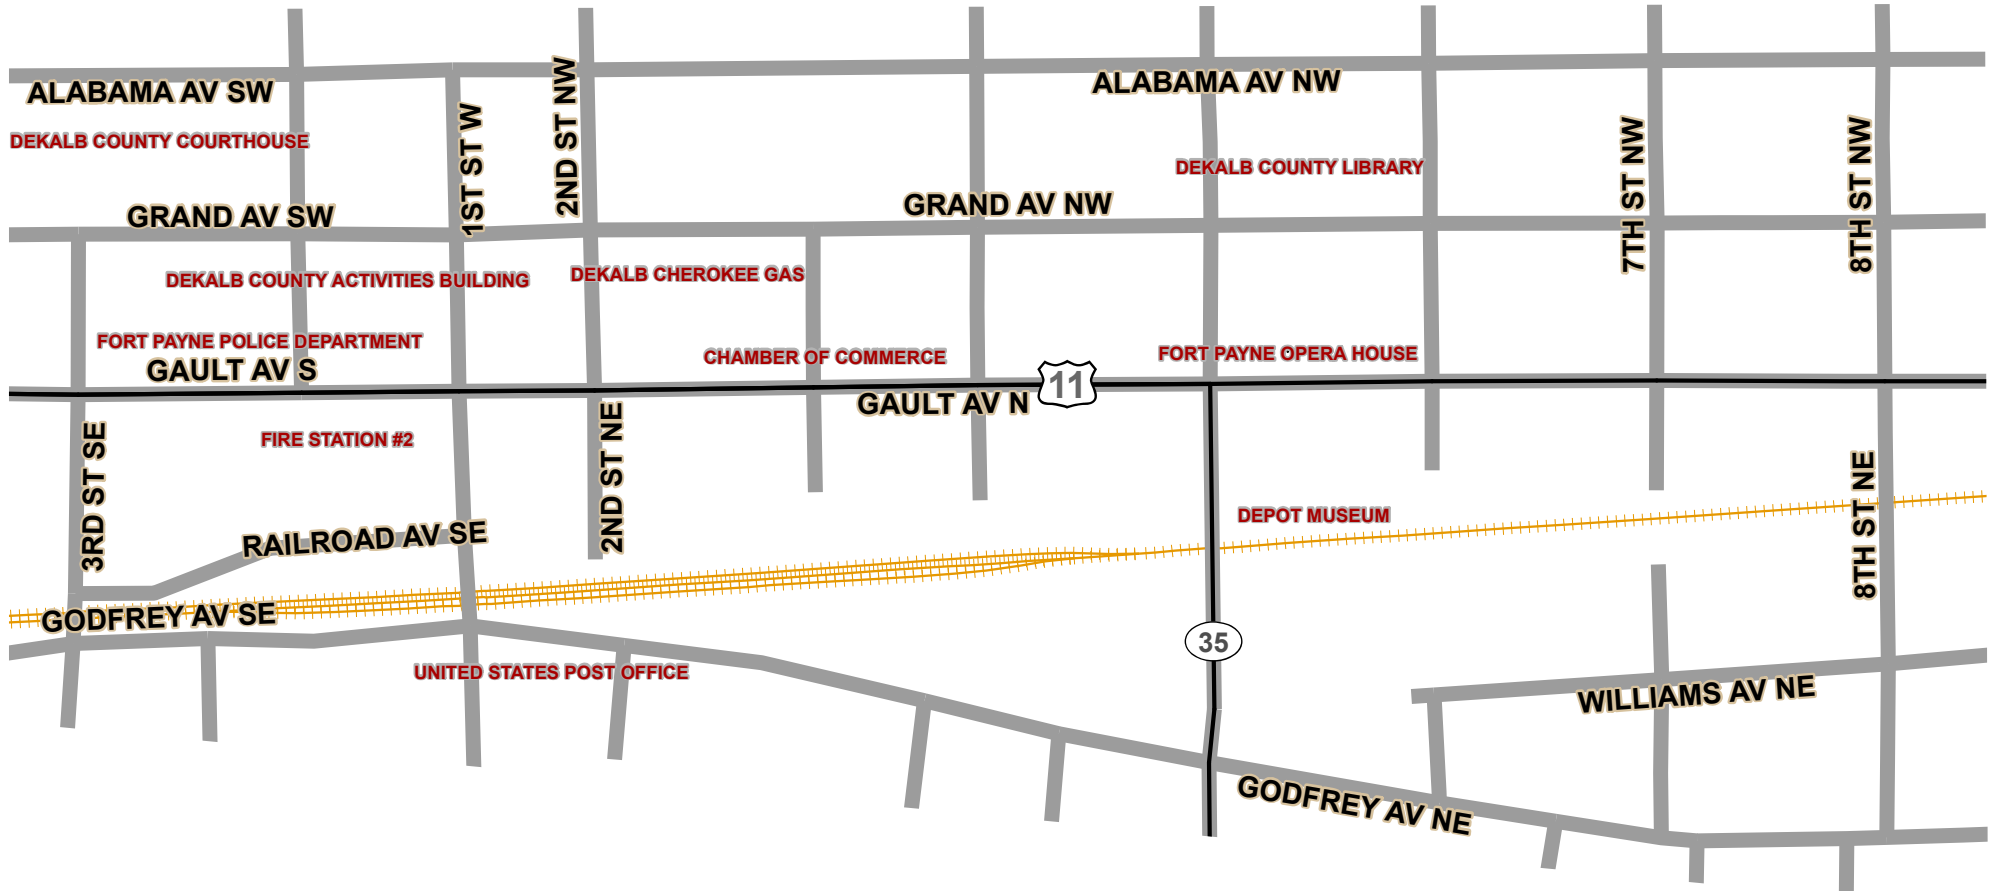 2ND ST NW
ALABAMA AV SW
ALABAMA AV NW
1ST ST W
7TH ST NW
8TH ST NW
DEKALB COUNTY COURTHOUSE
DEKALB COUNTY LIBRARY
GRAND AV SW
GRAND AV NW
DEKALB COUNTY ACTIVITIES BUILDING
DEKALB CHEROKEE GAS
FORT PAYNE POLICE DEPARTMENT
CHAMBER OF COMMERCE
FORT PAYNE OPERA HOUSE
GAULT AV S
11
GAULT AV N
3RD ST SE
FIRE STATION #2
2ND ST NE
8TH ST NE
DEPOT MUSEUM
RAILROAD AV SE
GODFREY AV SE
35
UNITED STATES POST OFFICE
WILLIAMS AV NE
GODFREY AV NE